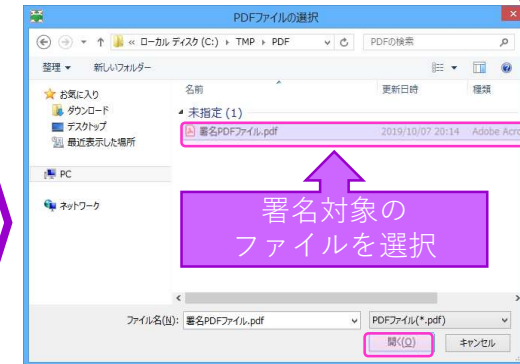 PDFファイルの選択
« ローカル ディスク (C:) ▸ TMP ▸ PDF
PDFの検索
整理 ▾ 新しいフォルダー
お気に入り
ダウンロード
デスクトップ
最近表示した場所
PC
ネットワーク
名前 更新日時 種類
未指定 (1)
署名PDFファイル.pdf 2019/10/07 20:14 Adobe Acro
署名対象の
ファイルを選択
ファイル名(N): 署名PDFファイル.pdf PDFファイル(*.pdf)
開く(O) キャンセル